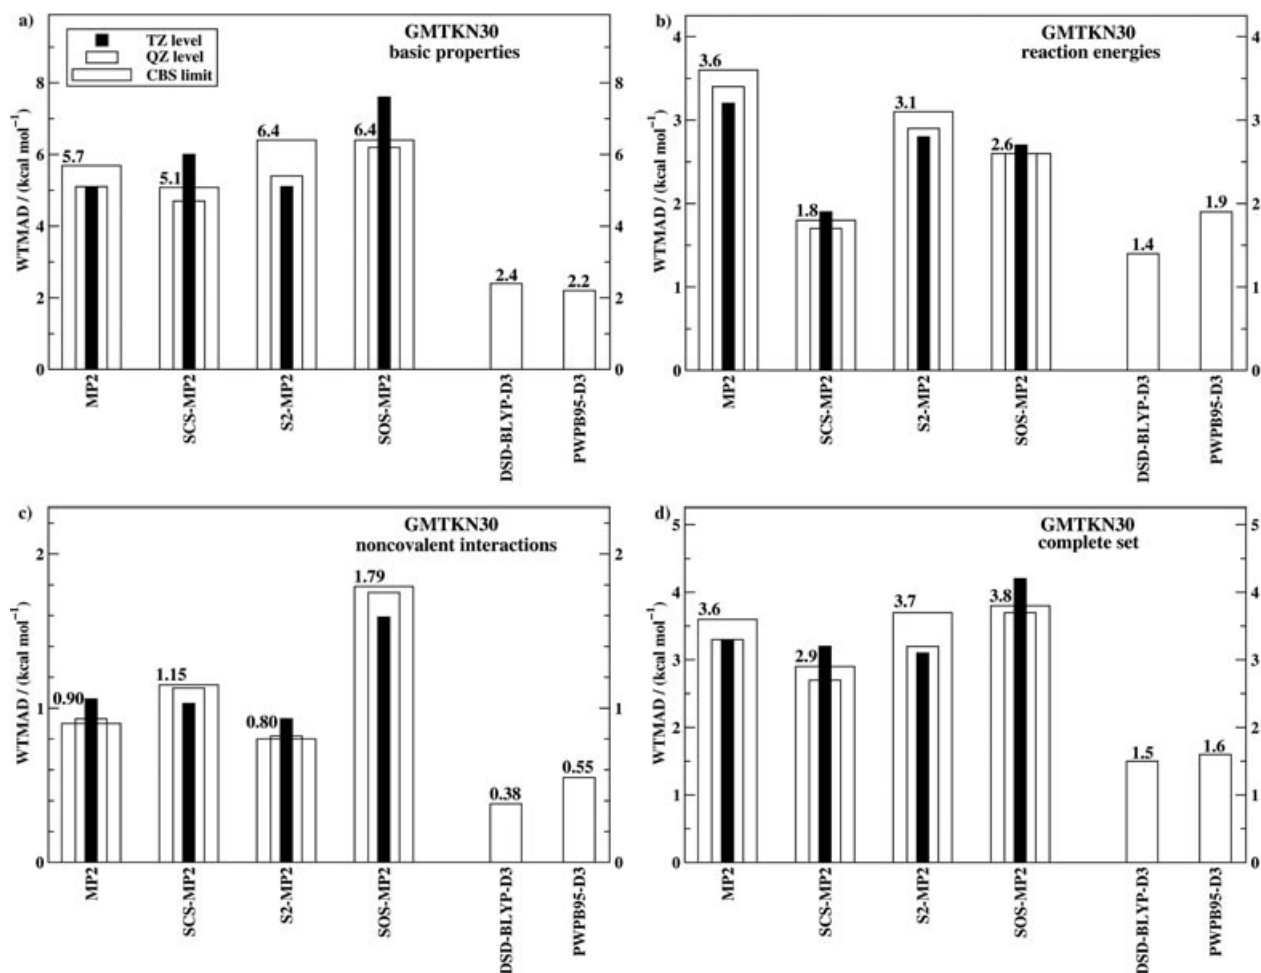 a)
GMTKN30
basic properties
TZ level
QZ level
CBS limit
WTMAD / (kcal mol⁻¹)
8
6
4
2
0
5.7
5.1
6.4
6.4
2.4
2.2
8
6
4
2
0
MP2
SCS-MP2
S2-MP2
SOS-MP2
DSD-BLYP-D3
PWPB95-D3
b)
GMTKN30
reaction energies
WTMAD / (kcal mol⁻¹)
4
3
2
1
0
3.6
1.8
3.1
2.6
1.4
1.9
4
3
2
1
0
MP2
SCS-MP2
S2-MP2
SOS-MP2
DSD-BLYP-D3
PWPB95-D3
c)
GMTKN30
noncovalent interactions
WTMAD / (kcal mol⁻¹)
2
1
0
0.90
1.15
0.80
1.79
0.38
0.55
2
1
0
MP2
SCS-MP2
S2-MP2
SOS-MP2
DSD-BLYP-D3
PWPB95-D3
d)
GMTKN30
complete set
WTMAD / (kcal mol⁻¹)
5
4
3
2
1
0
3.6
2.9
3.7
3.8
1.5
1.6
5
4
3
2
1
0
MP2
SCS-MP2
S2-MP2
SOS-MP2
DSD-BLYP-D3
PWPB95-D3